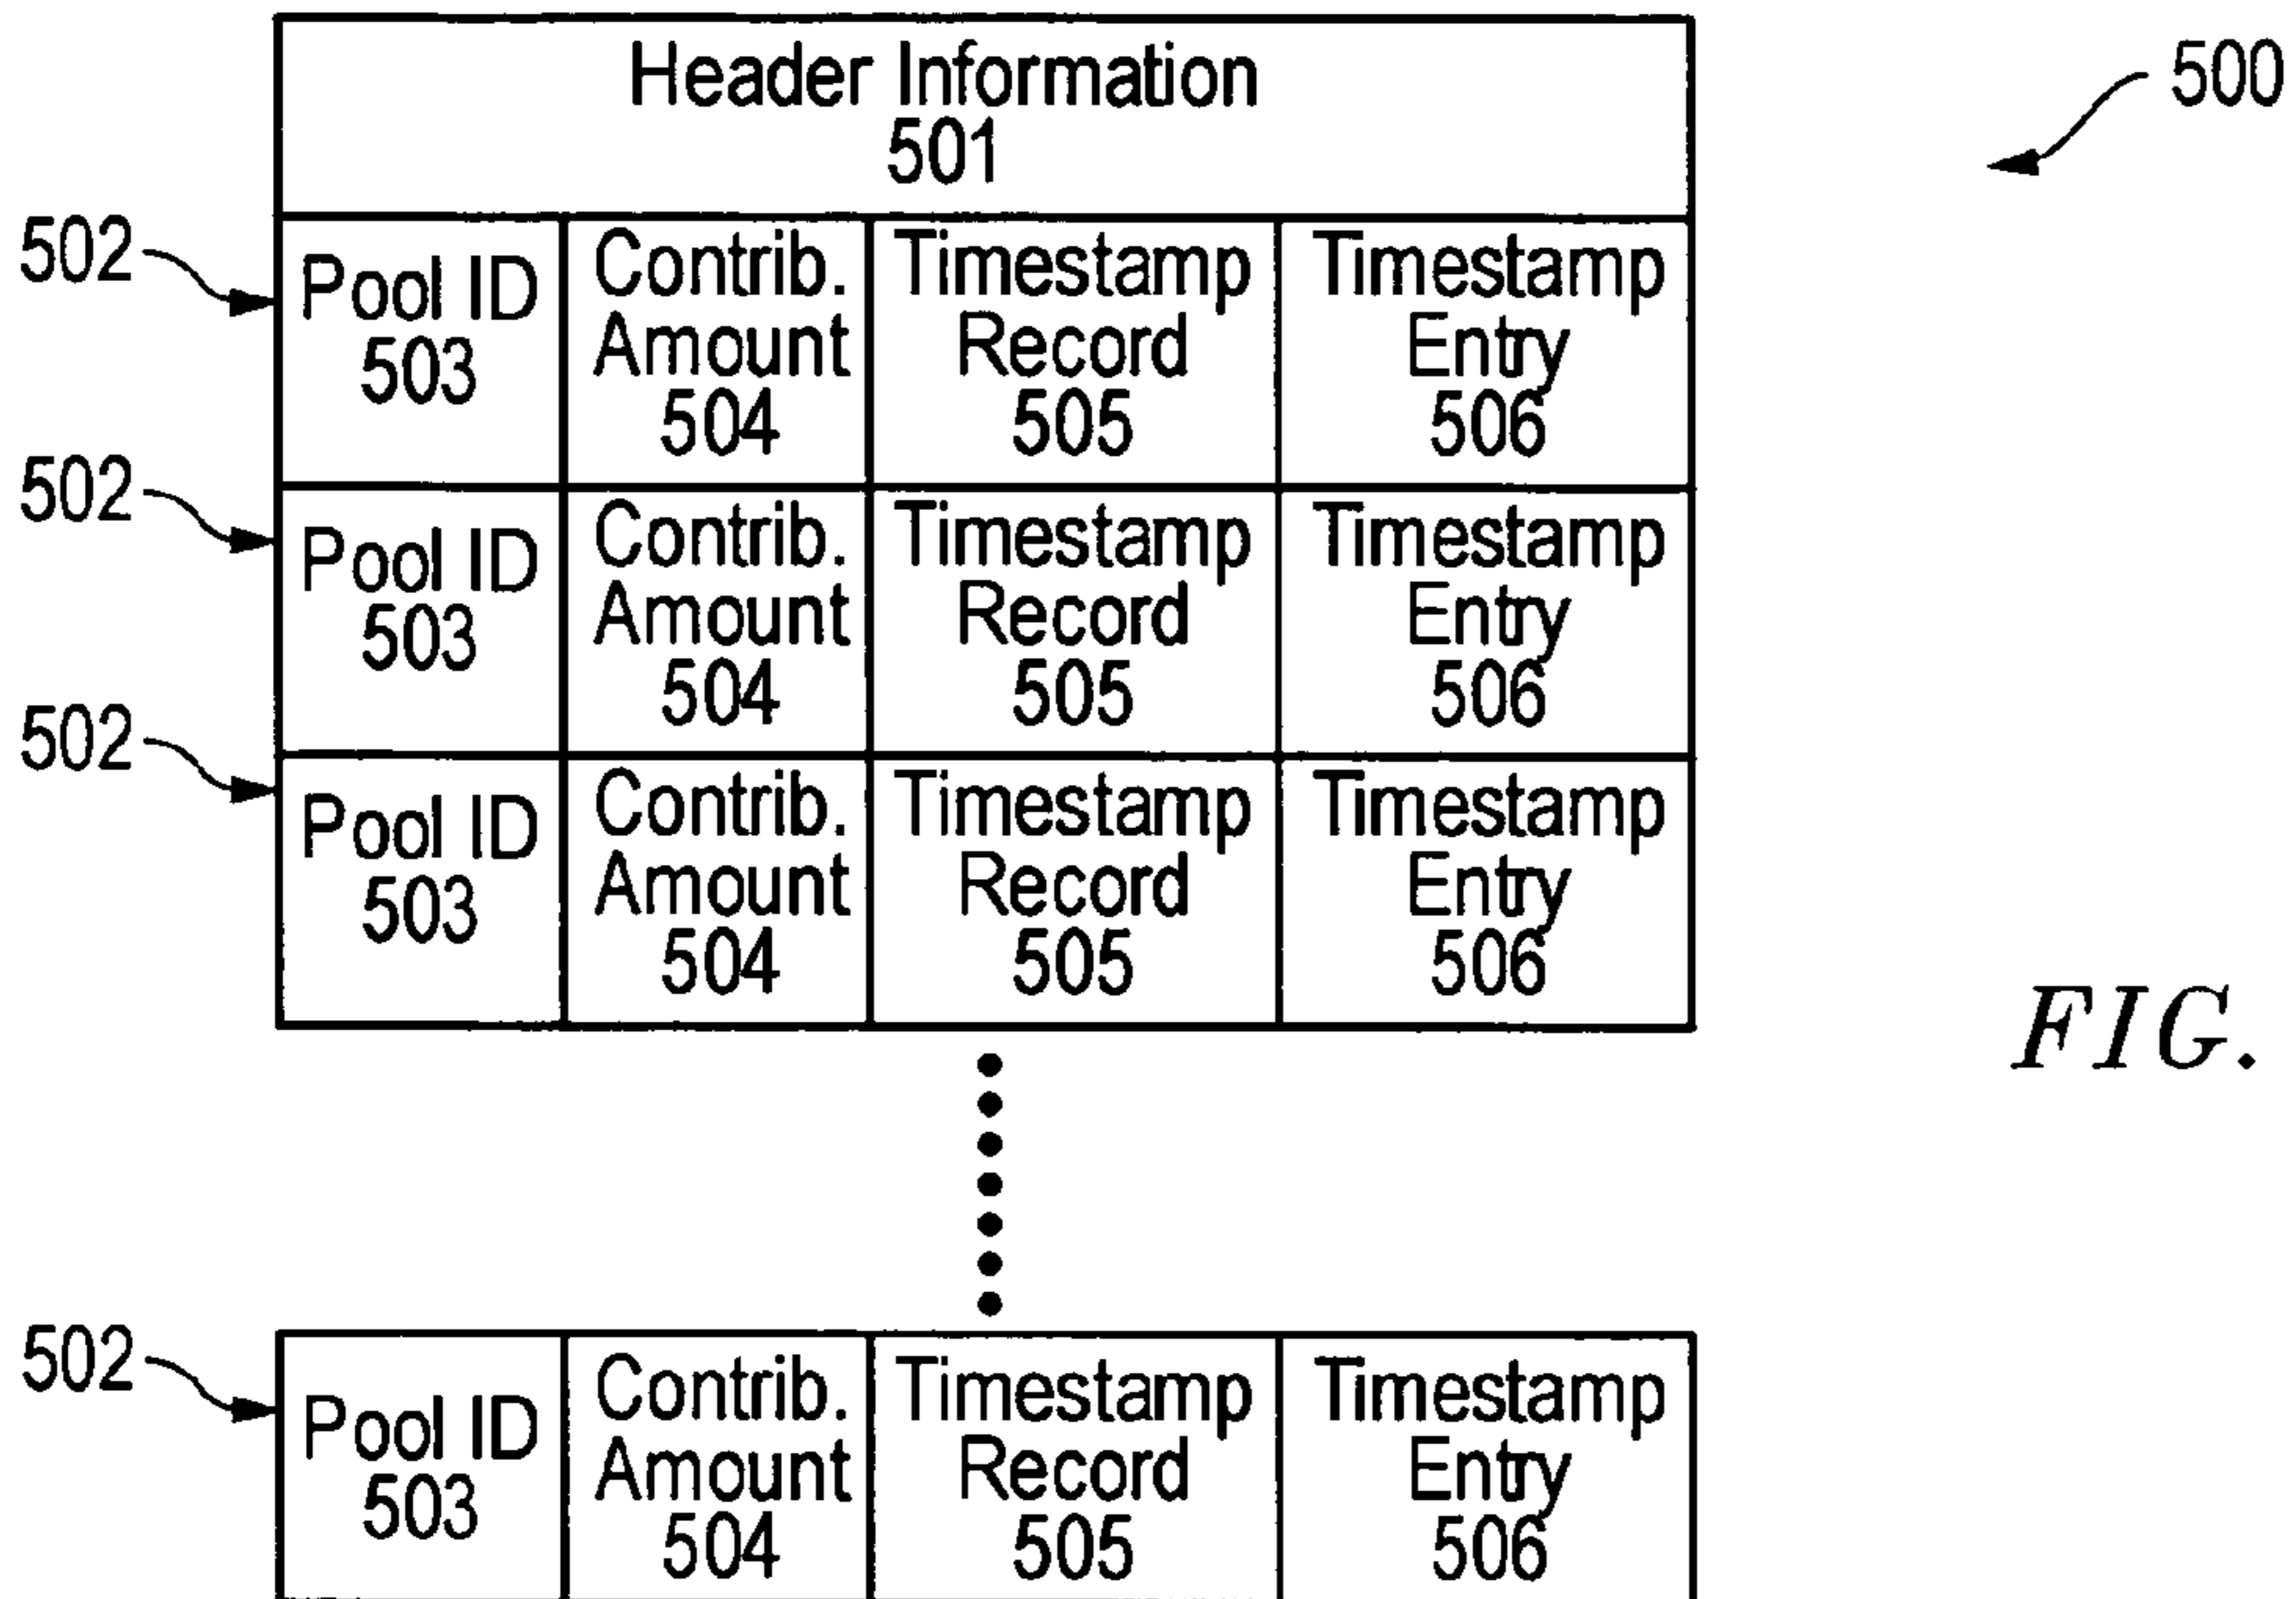 Header Information
501
500
502
Pool ID
503
Contrib.
Amount
504
Timestamp
Record
505
Timestamp
Entry
506
502
Pool ID
503
Contrib.
Amount
504
Timestamp
Record
505
Timestamp
Entry
506
502
Pool ID
503
Contrib.
Amount
504
Timestamp
Record
505
Timestamp
Entry
506
FIG.
502
Pool ID
503
Contrib.
Amount
504
Timestamp
Record
505
Timestamp
Entry
506